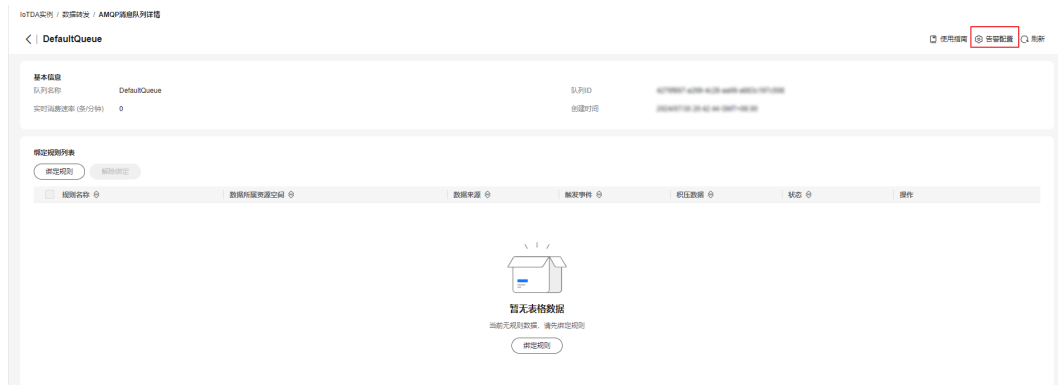 IoTDA实例 / 数据转发 / AMQP消息队列详情
DefaultQueue
使用指南 告警配置 刷新
基本信息
队列名称 DefaultQueue 队列ID
实时消费速率 (条/分钟) 0 创建时间
绑定规则列表
绑定规则 解除绑定
规则名称 数据所属资源空间 数据来源 触发事件 积压数据 状态 操作
暂无表格数据
当前无规则数据，请先绑定规则
绑定规则